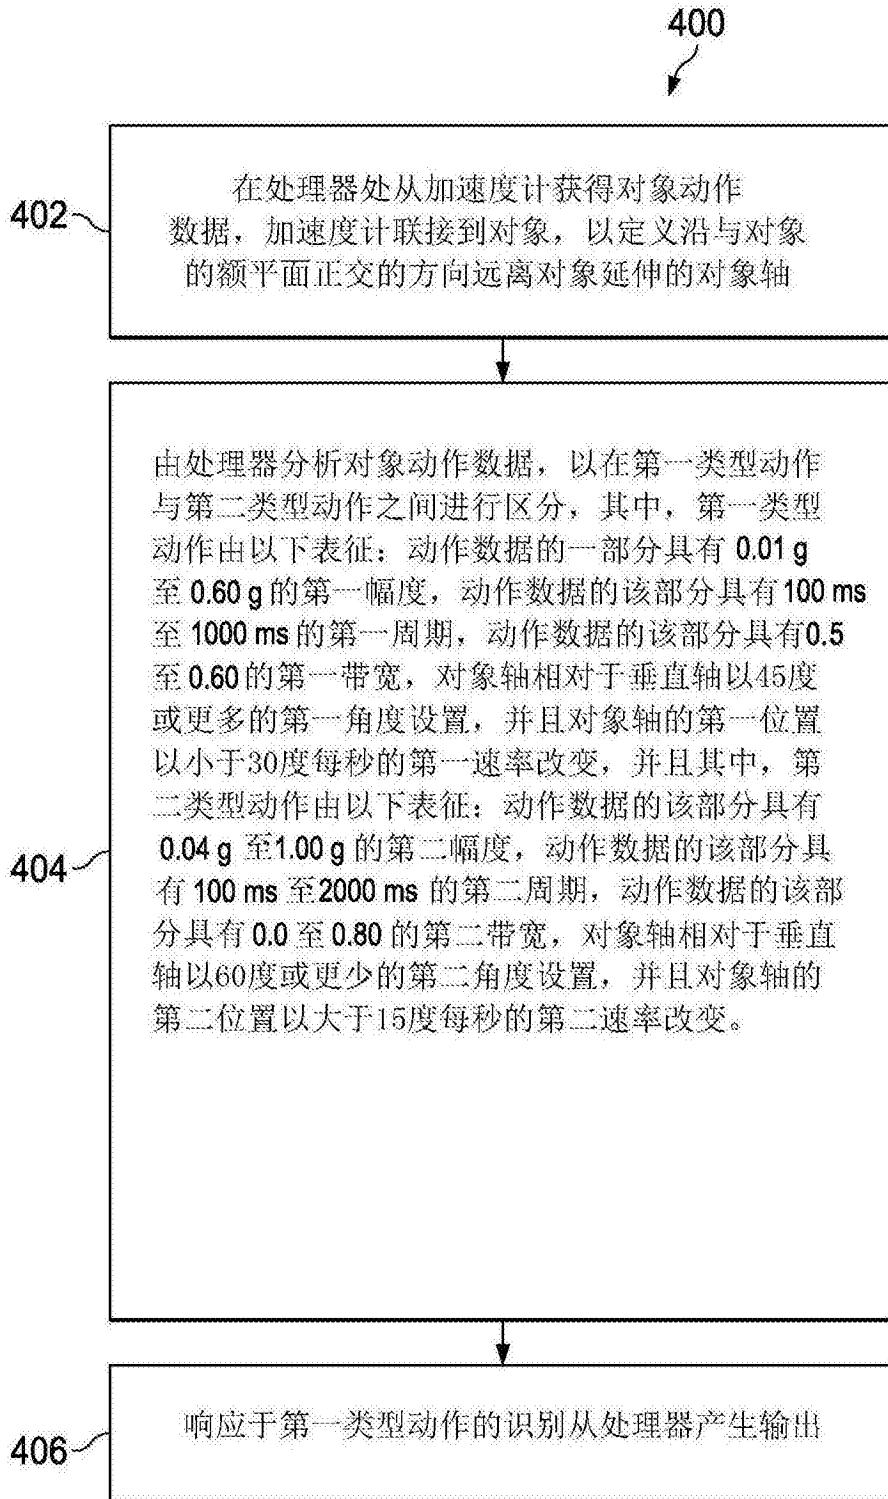 400
402
在处理器处从加速度计获得对象动作
数据，加速度计联接到对象，以定义沿与对象
的额平面正交的方向远离对象延伸的对象轴
404
由处理器分析对象动作数据，以在第一类型动作
与第二类型动作之间进行区分，其中，第一类型
动作由以下表征：动作数据的一部分具有 0.01 g
至 0.60 g 的第一幅度，动作数据的该部分具有 100 ms
至 1000 ms 的第一周期，动作数据的该部分具有0.5
至 0.60 的第一带宽，对象轴相对于垂直轴以45度
或更多的第一角度设置，并且对象轴的第一位置
以小于30度每秒的第一速率改变，并且其中，第
二类型动作由以下表征：动作数据的该部分具有
0.04 g 至1.00 g 的第二幅度，动作数据的该部分具
有 100 ms 至2000 ms 的第二周期，动作数据的该部
分具有 0.0 至 0.80 的第二带宽，对象轴相对于垂直
轴以60度或更少的第二角度设置，并且对象轴的
第二位置以大于15度每秒的第二速率改变。
406
响应于第一类型动作的识别从处理器产生输出